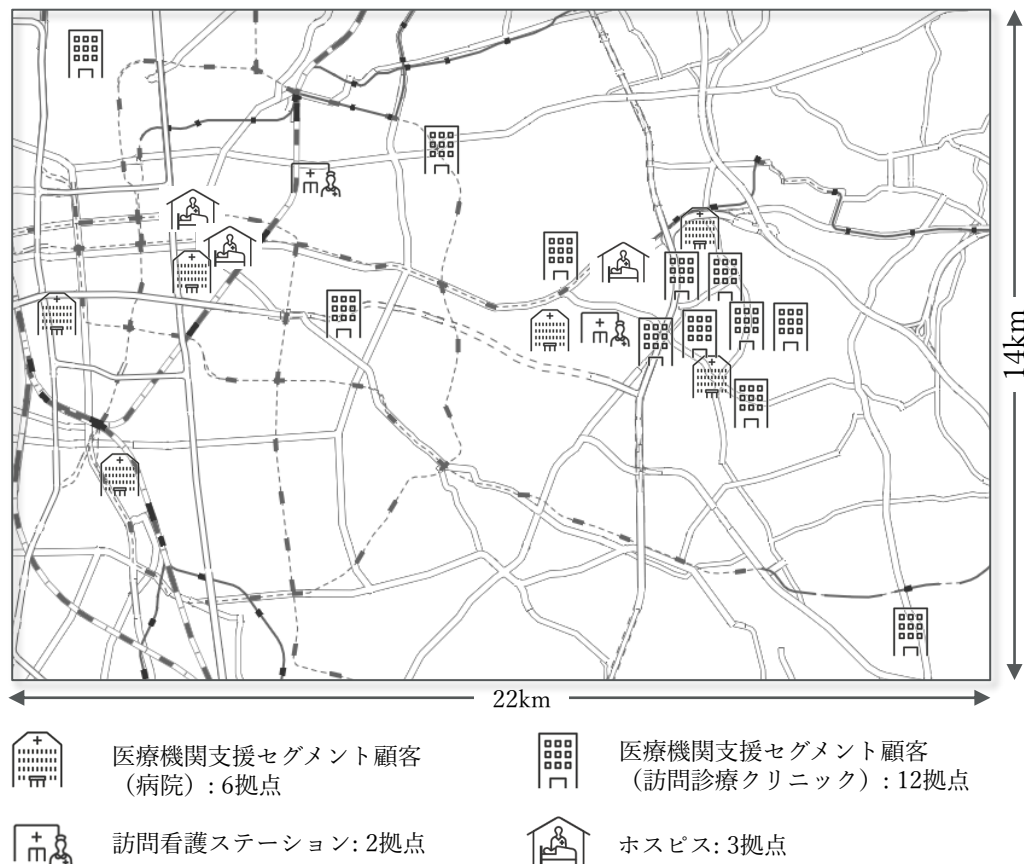 14km
22km
医療機関支援セグメント顧客
（病院）: 6拠点
医療機関支援セグメント顧客
（訪問診療クリニック）: 12拠点
訪問看護ステーション: 2拠点
ホスピス: 3拠点